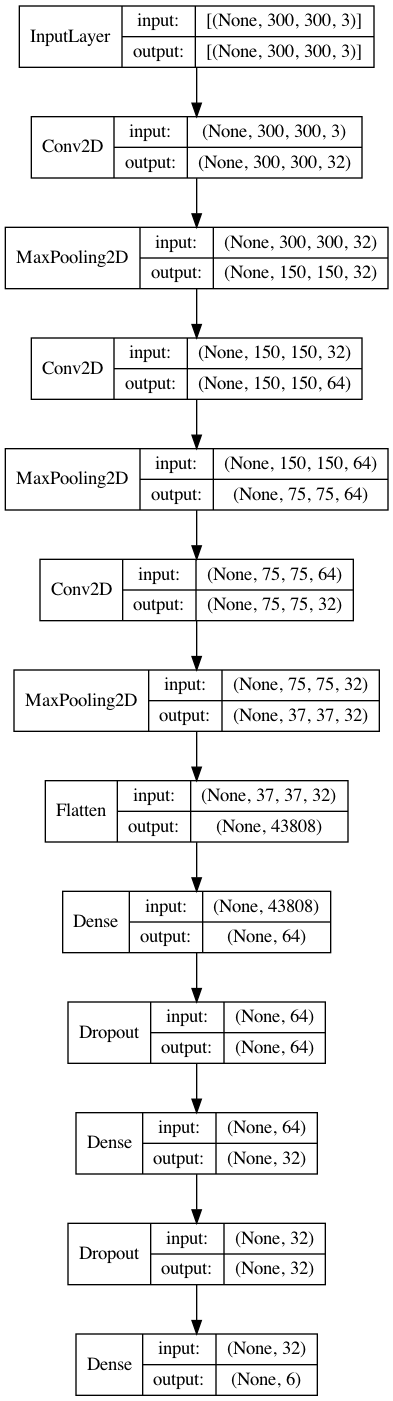 InputLayer
input: [(None, 300, 300, 3)]
output: [(None, 300, 300, 3)]
Conv2D
input: (None, 300, 300, 3)
output: (None, 300, 300, 32)
MaxPooling2D
input: (None, 300, 300, 32)
output: (None, 150, 150, 32)
Conv2D
input: (None, 150, 150, 32)
output: (None, 150, 150, 64)
MaxPooling2D
input: (None, 150, 150, 64)
output: (None, 75, 75, 64)
Conv2D
input: (None, 75, 75, 64)
output: (None, 75, 75, 32)
MaxPooling2D
input: (None, 75, 75, 32)
output: (None, 37, 37, 32)
Flatten
input: (None, 37, 37, 32)
output: (None, 43808)
Dense
input: (None, 43808)
output: (None, 64)
Dropout
input: (None, 64)
output: (None, 64)
Dense
input: (None, 64)
output: (None, 32)
Dropout
input: (None, 32)
output: (None, 32)
Dense
input: (None, 32)
output: (None, 6)